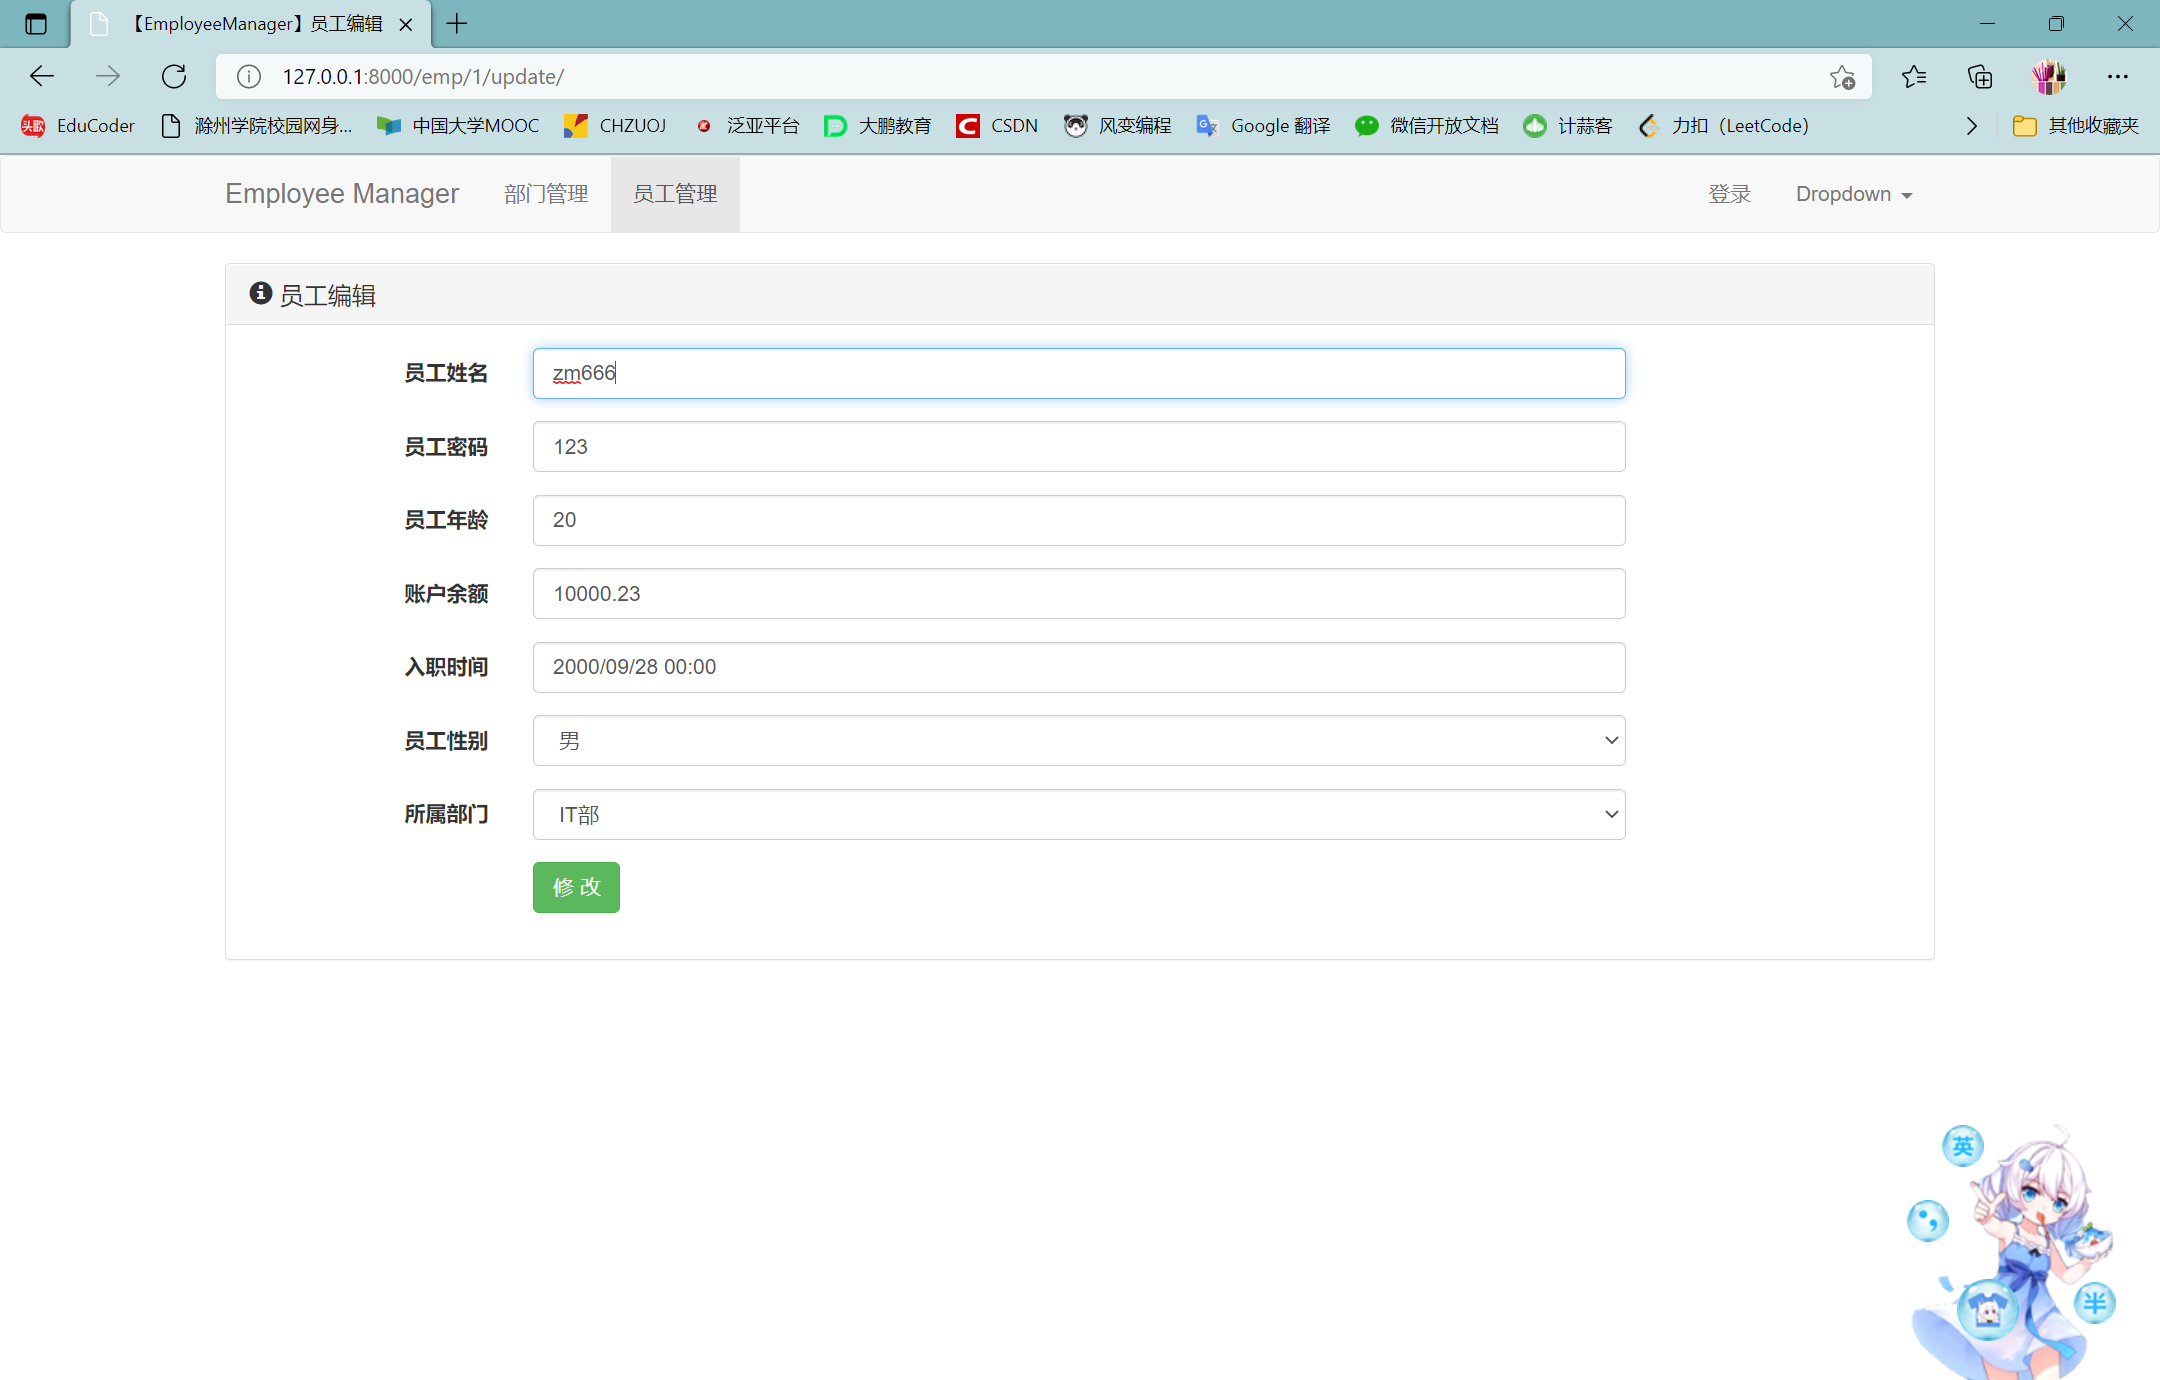 【EmployeeManager】员工编辑
127.0.0.1:8000/emp/1/update/
头歌 EduCoder 滁州学院校园网身... 中国大学MOOC CHZUOJ 泛亚平台 大鹏教育 CSDN 风变编程 Google 翻译 微信开放文档 计蒜客 力扣（LeetCode） 其他收藏夹
Employee Manager 部门管理 员工管理 登录 Dropdown
员工编辑
员工姓名 zm666
员工密码 123
员工年龄 20
账户余额 10000.23
入职时间 2000/09/28 00:00
员工性别 男
所属部门 IT部
修 改
英
半